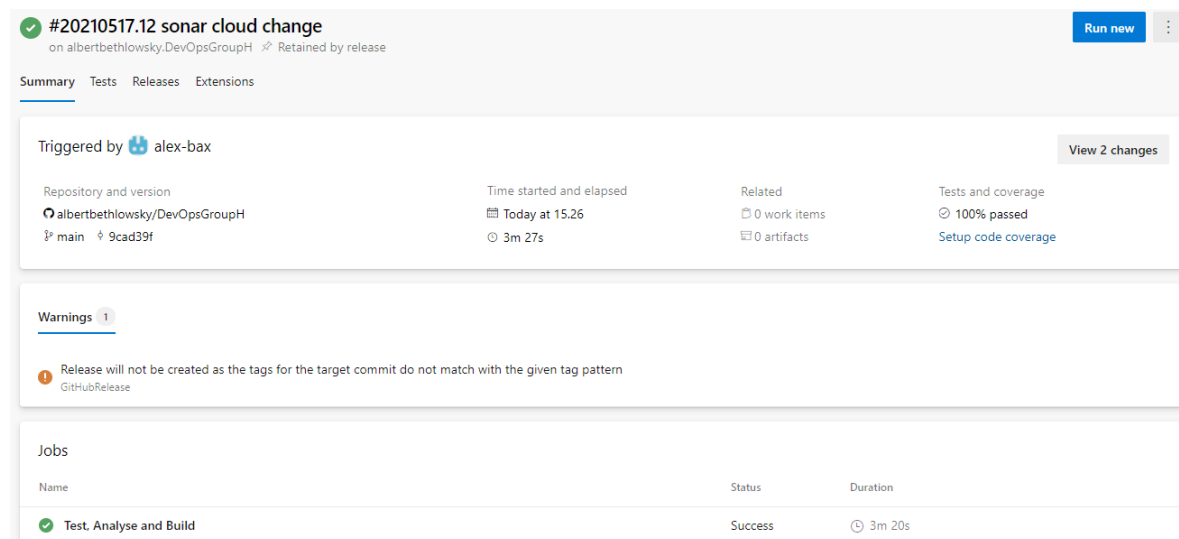 #20210517.12 sonar cloud change
on albertbethlowsky.DevOpsGroupH Retained by release
Run new
Summary Tests Releases Extensions
Triggered by alex-bax
View 2 changes
Repository and version Time started and elapsed Related Tests and coverage
albertbethlowsky/DevOpsGroupH Today at 15.26 0 work items 100% passed
main 9cad39f 3m 27s 0 artifacts Setup code coverage
Warnings 1
Release will not be created as the tags for the target commit do not match with the given tag pattern
GitHubRelease
Jobs
Name Status Duration
Test, Analyse and Build Success 3m 20s